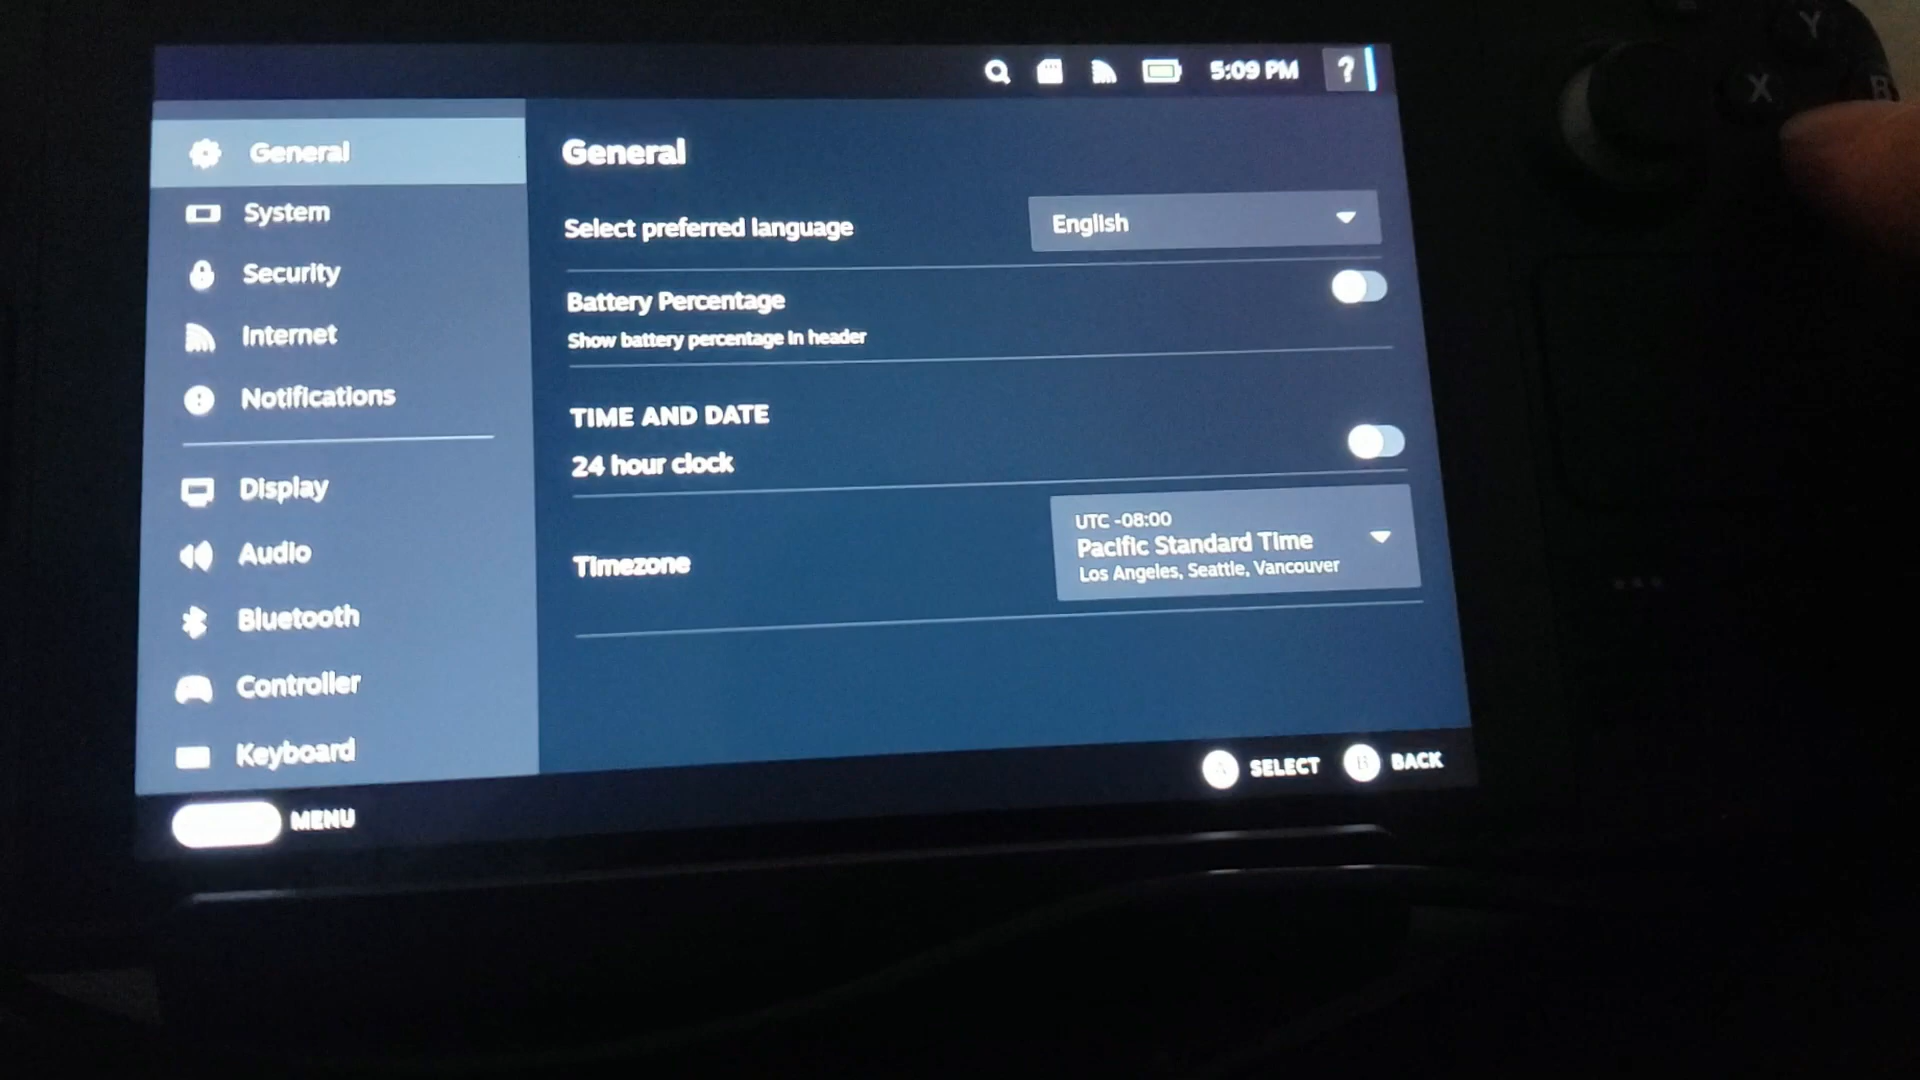 5:09 PM
?
General
System
Security
Internet
Notifications
Display
Audio
Bluetooth
Controller
Keyboard
General
Select preferred language
English
Battery Percentage
Show battery percentage in header
TIME AND DATE
24 hour clock
Timezone
UTC -08:00
Pacific Standard Time
Los Angeles, Seattle, Vancouver
MENU
A SELECT
B BACK
Y
X
B